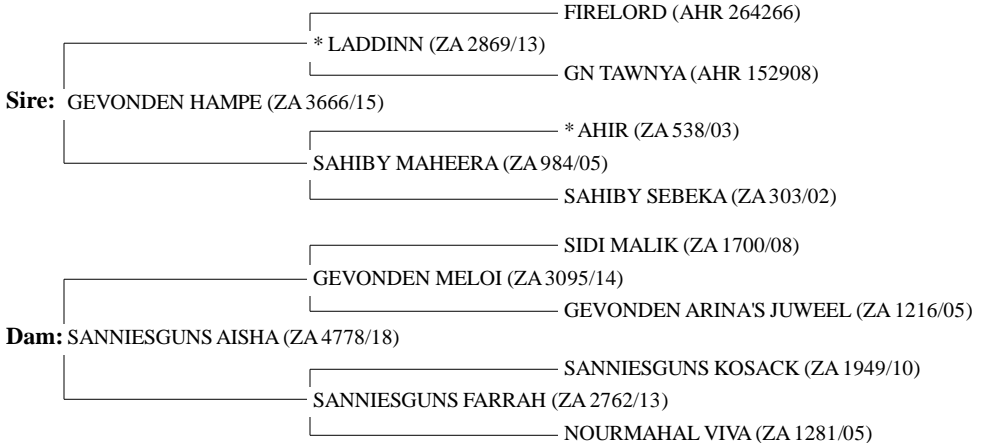 FIRELORD (AHR 264266)
* LADDINN (ZA 2869/13)
GN TAWNYA (AHR 152908)
Sire: GEVONDEN HAMPE (ZA 3666/15)
* AHIR (ZA 538/03)
SAHIBY MAHEERA (ZA 984/05)
SAHIBY SEBEKA (ZA 303/02)
SIDI MALIK (ZA 1700/08)
GEVONDEN MELOI (ZA 3095/14)
GEVONDEN ARINA'S JUWEEL (ZA 1216/05)
Dam: SANNIESGUNS AISHA (ZA 4778/18)
SANNIESGUNS KOSACK (ZA 1949/10)
SANNIESGUNS FARRAH (ZA 2762/13)
NOURMAHAL VIVA (ZA 1281/05)